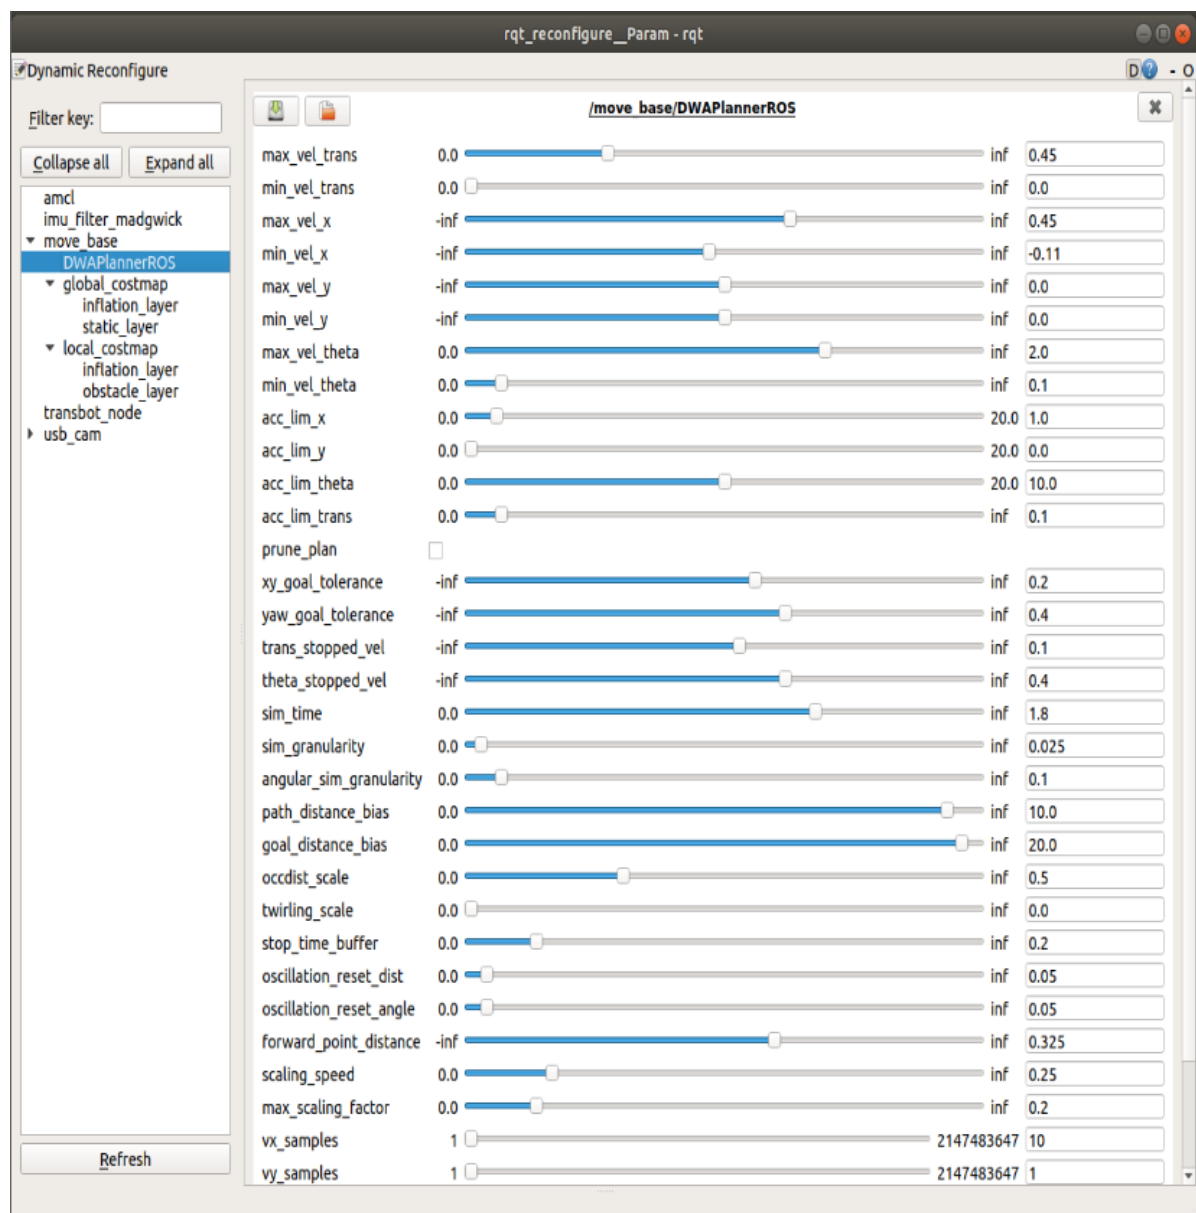 rqt_reconfigure__Param - rqt
Dynamic Reconfigure
D ? - O
Filter key:
Collapse all Expand all
amcl
imu_filter_madgwick
move_base
DWAPlannerROS
global_costmap
inflation_layer
static_layer
local_costmap
inflation_layer
obstacle_layer
transbot_node
usb_cam
Refresh
/move_base/DWAPlannerROS
max_vel_trans 0.0 inf 0.45
min_vel_trans 0.0 inf 0.0
max_vel_x -inf inf 0.45
min_vel_x -inf inf -0.11
max_vel_y -inf inf 0.0
min_vel_y -inf inf 0.0
max_vel_theta 0.0 inf 2.0
min_vel_theta 0.0 inf 0.1
acc_lim_x 0.0 20.0 1.0
acc_lim_y 0.0 20.0 0.0
acc_lim_theta 0.0 20.0 10.0
acc_lim_trans 0.0 inf 0.1
prune_plan
xy_goal_tolerance -inf inf 0.2
yaw_goal_tolerance -inf inf 0.4
trans_stopped_vel -inf inf 0.1
theta_stopped_vel -inf inf 0.4
sim_time 0.0 inf 1.8
sim_granularity 0.0 inf 0.025
angular_sim_granularity 0.0 inf 0.1
path_distance_bias 0.0 inf 10.0
goal_distance_bias 0.0 inf 20.0
occdist_scale 0.0 inf 0.5
twirling_scale 0.0 inf 0.0
stop_time_buffer 0.0 inf 0.2
oscillation_reset_dist 0.0 inf 0.05
oscillation_reset_angle 0.0 inf 0.05
forward_point_distance -inf inf 0.325
scaling_speed 0.0 inf 0.25
max_scaling_factor 0.0 inf 0.2
vx_samples 1 2147483647 10
vy_samples 1 2147483647 1